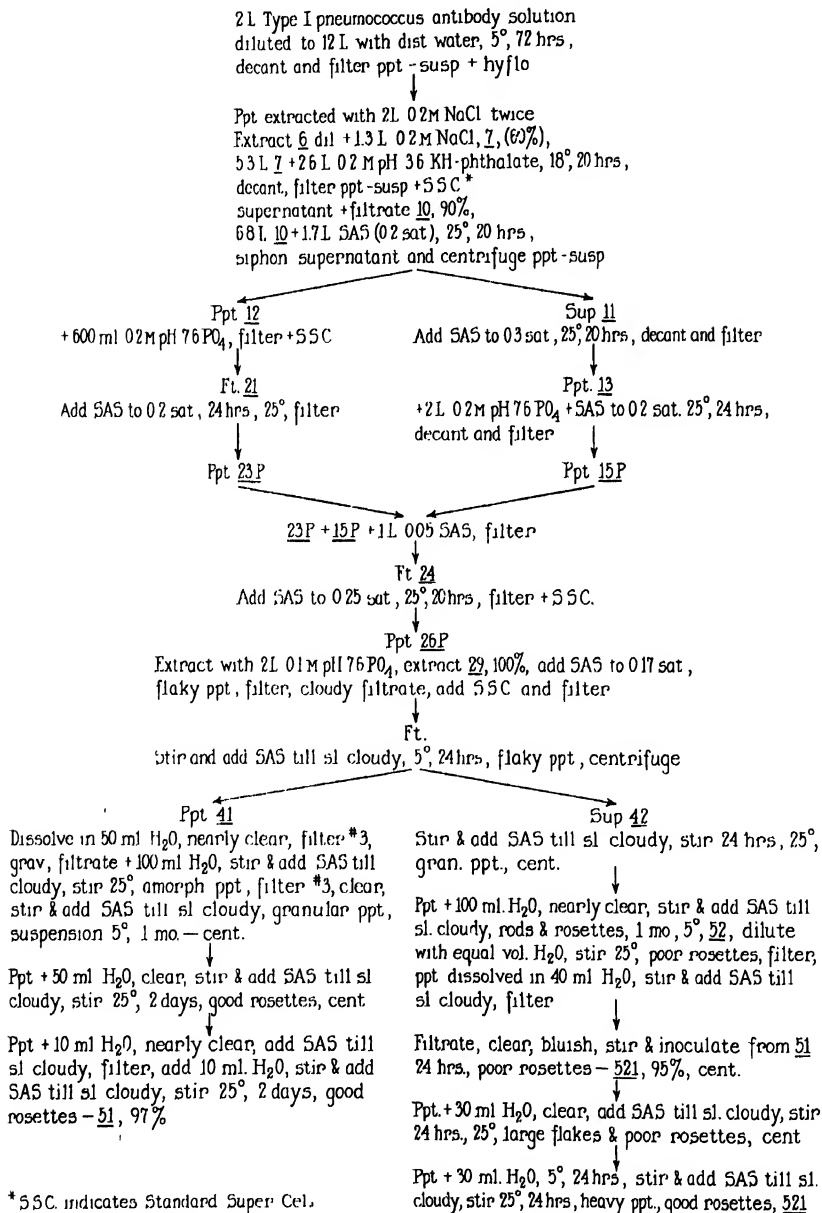 2 L Type I pneumococcus antibody solution
diluted to 12 L with dist water, 5°, 72 hrs,
decant and filter ppt - susp + hyflo
Ppt extracted with 2L 0 2M NaCl twice
Extract 6 dil + 1.3 L 0 2M NaCl, 7, (60%),
5 3 L 7 + 2 6 L 0 2 M pH 3 6 KH-phthalate, 18°, 20 hrs,
decant, filter ppt-susp + SSC*
supernatant + filtrate 10, 90%,
6 8 L 10 + 1.7 L SAS (0 2 sat), 25°, 20 hrs,
siphon supernatant and centrifuge ppt-susp
Ppt 12
+ 600 ml 0 2M pH 7 6 PO₄, filter + SSC
Ft. 21
Add SAS to 0 2 sat, 24 hrs, 25°, filter
Ppt 23P
Sup 11
Add SAS to 0 3 sat, 25°, 20 hrs, decant and filter
Ppt. 13
+2L 0 2M pH 7 6 PO₄ + SAS to 0 2 sat. 25°, 24 hrs,
decant and filter
Ppt 15P
23P + 15P + 1L 0 05 SAS, filter
Ft 24
Add SAS to 0 25 sat, 25°, 20 hrs, filter + SSC.
Ppt 26P
Extract with 2L 0 1M pH 7 6 PO₄, extract 29, 100%, add SAS to 0 17 sat,
flaky ppt, filter, cloudy filtrate, add SSC and filter
Ft.
Stir and add SAS till sl cloudy, 5°, 24 hrs, flaky ppt, centrifuge
Ppt 41
Dissolve in 50 ml H₂O, nearly clear, filter #3,
grav, filtrate + 100 ml H₂O, stir & add SAS till
cloudy, stir 25°, amorph ppt, filter #3, clear,
stir & add SAS till sl cloudy, granular ppt,
suspension 5°, 1 mo. – cent.
Ppt + 50 ml H₂O, clear, stir & add SAS till sl
cloudy, stir 25°, 2 days, good rosettes, cent
Ppt + 10 ml H₂O, nearly clear, add SAS till
sl cloudy, filter, add 10 ml. H₂O, stir & add
SAS till sl cloudy, stir 25°, 2 days, good
rosettes – 51, 97%
Sup 42
Stir & add SAS till sl cloudy, stir 24 hrs, 25°,
gran. ppt., cent.
Ppt + 100 ml. H₂O, nearly clear, stir & add SAS till
sl. cloudy, rods & rosettes, 1 mo, 5°, 52, dilute
with equal vol. H₂O, stir 25°, poor rosettes, filter,
ppt dissolved in 40 ml H₂O, stir & add SAS till
sl cloudy, filter
Filtrate, clear, bluish, stir & inoculate from 51
24 hrs., poor rosettes – 521, 95%, cent.
Ppt. + 30 ml H₂O, clear, add SAS till sl. cloudy, stir
24 hrs., 25°, large flakes & poor rosettes, cent
Ppt + 30 ml. H₂O, 5°, 24 hrs, stir & add SAS till sl.
cloudy, stir 25°, 24 hrs, heavy ppt., good rosettes, 521
*SSC. indicates Standard Super Cel.